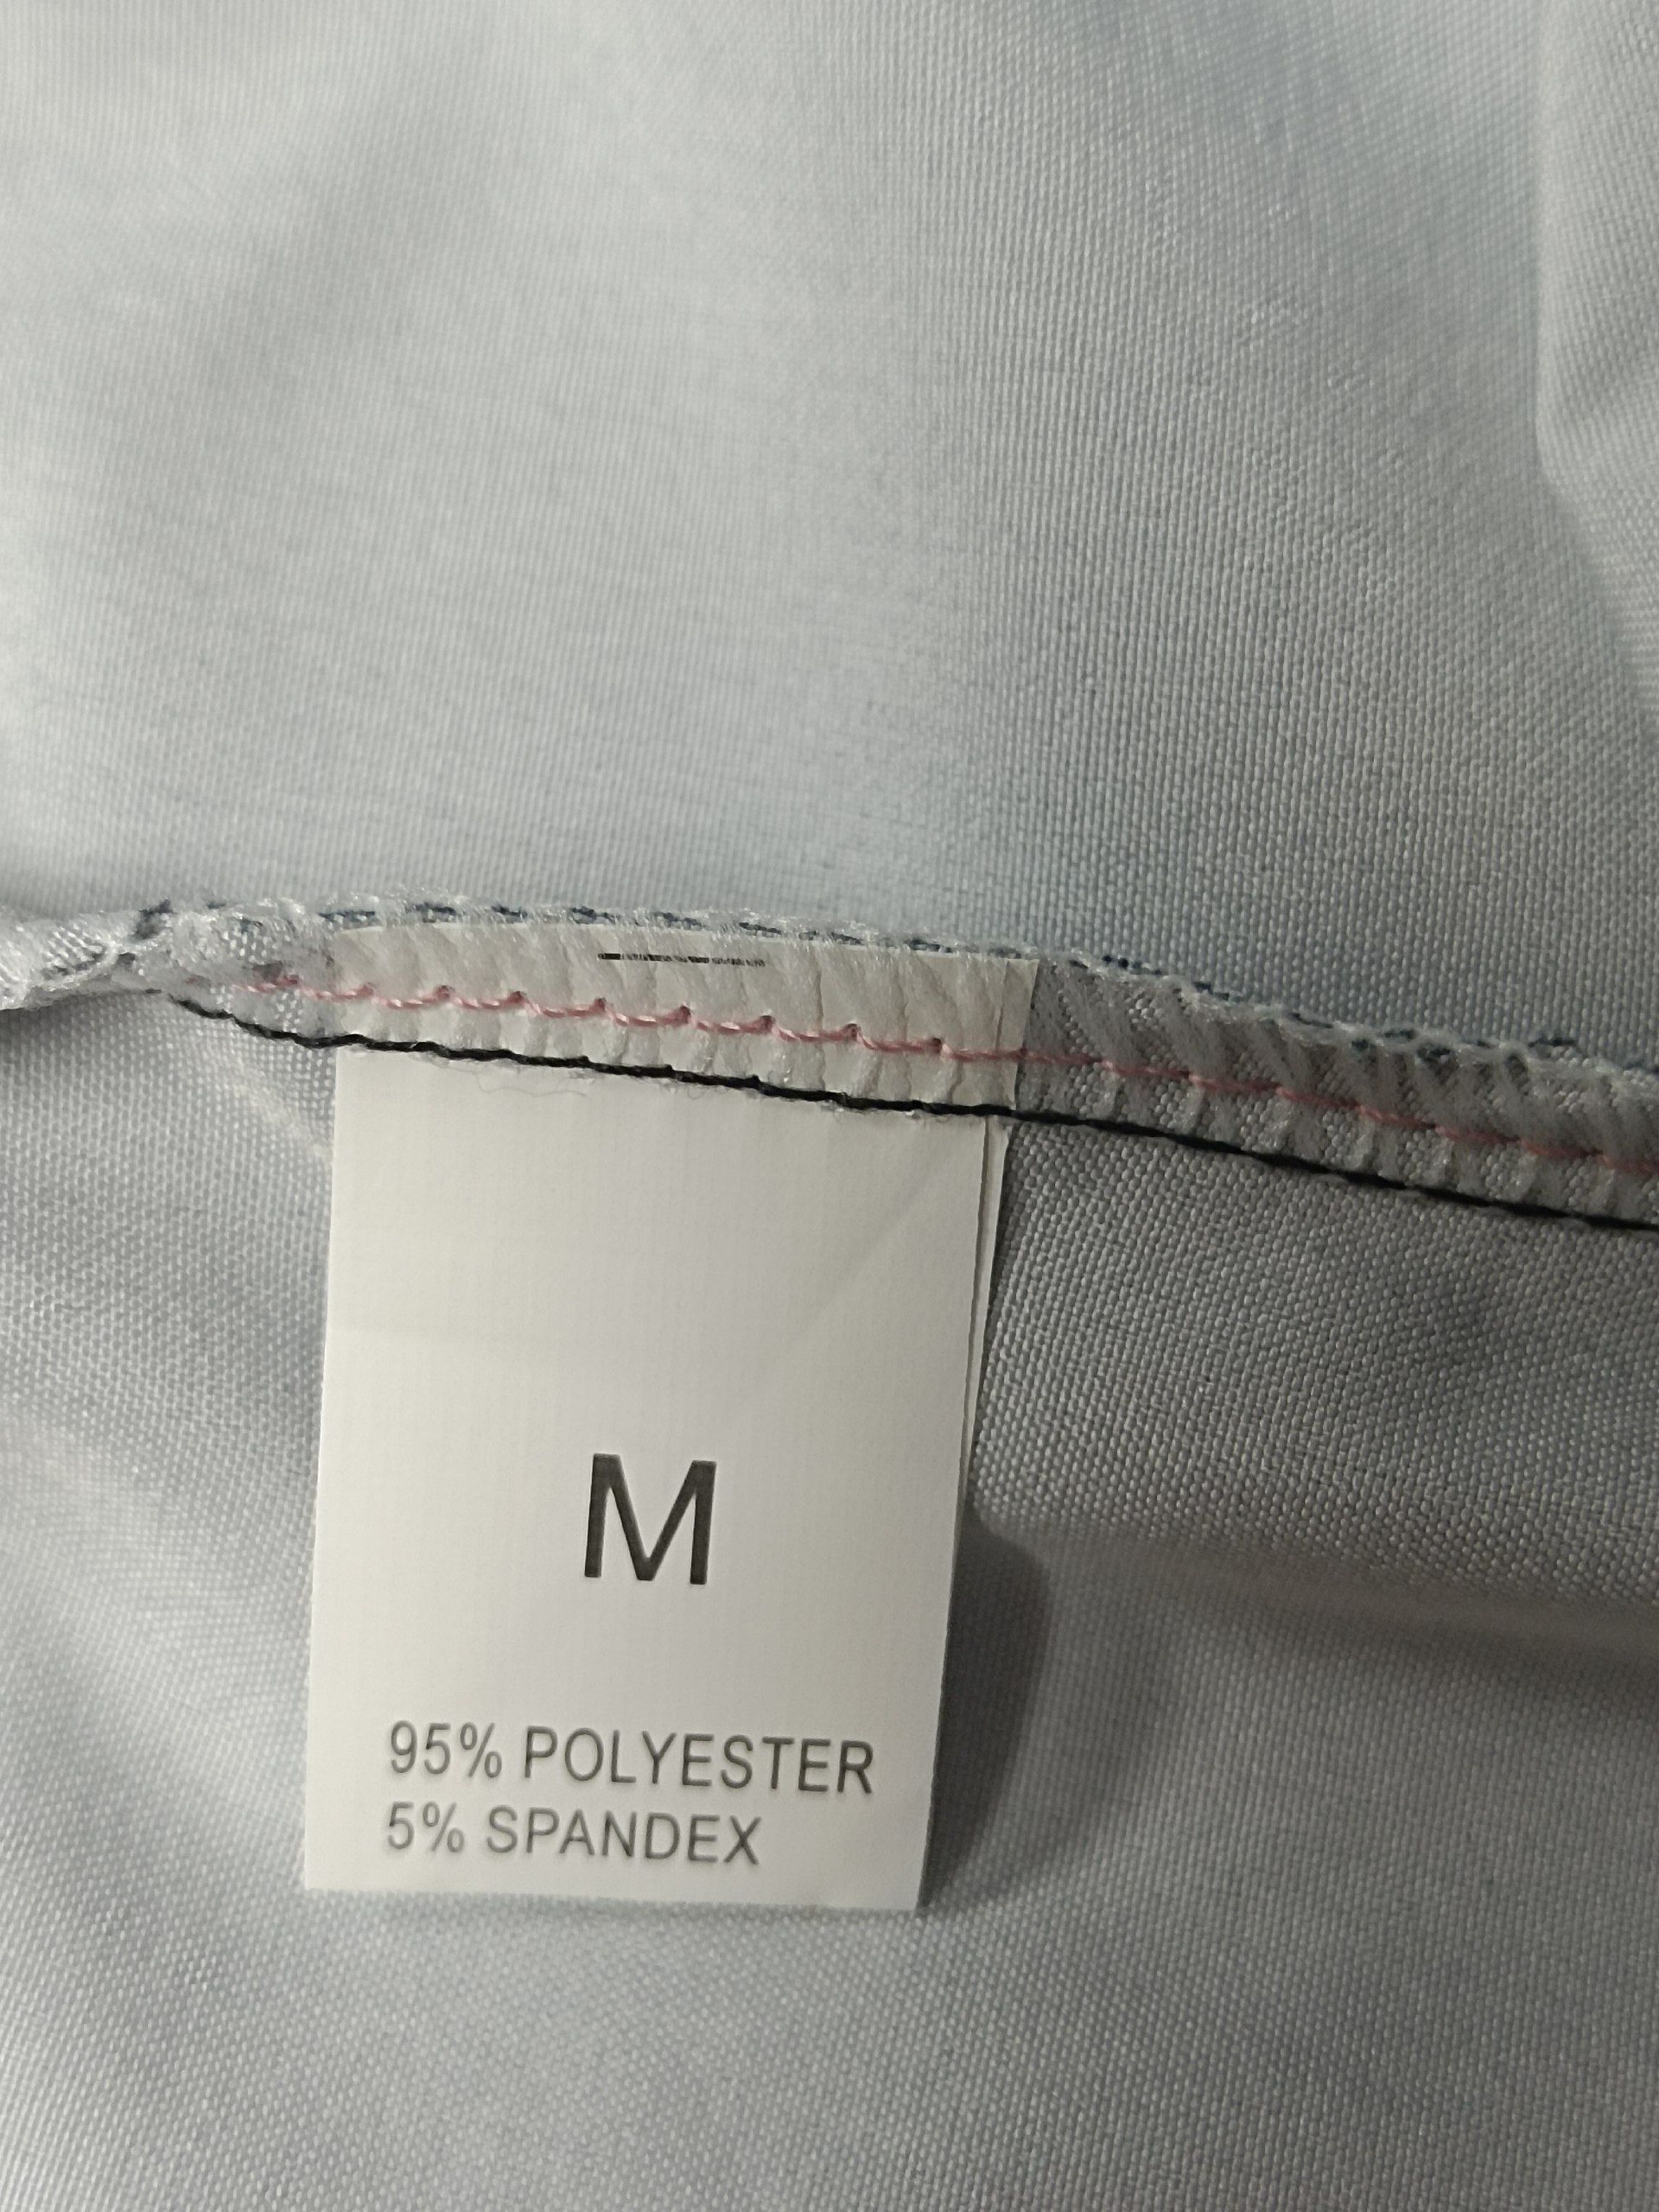 M
95% POLYESTER
5% SPANDEX